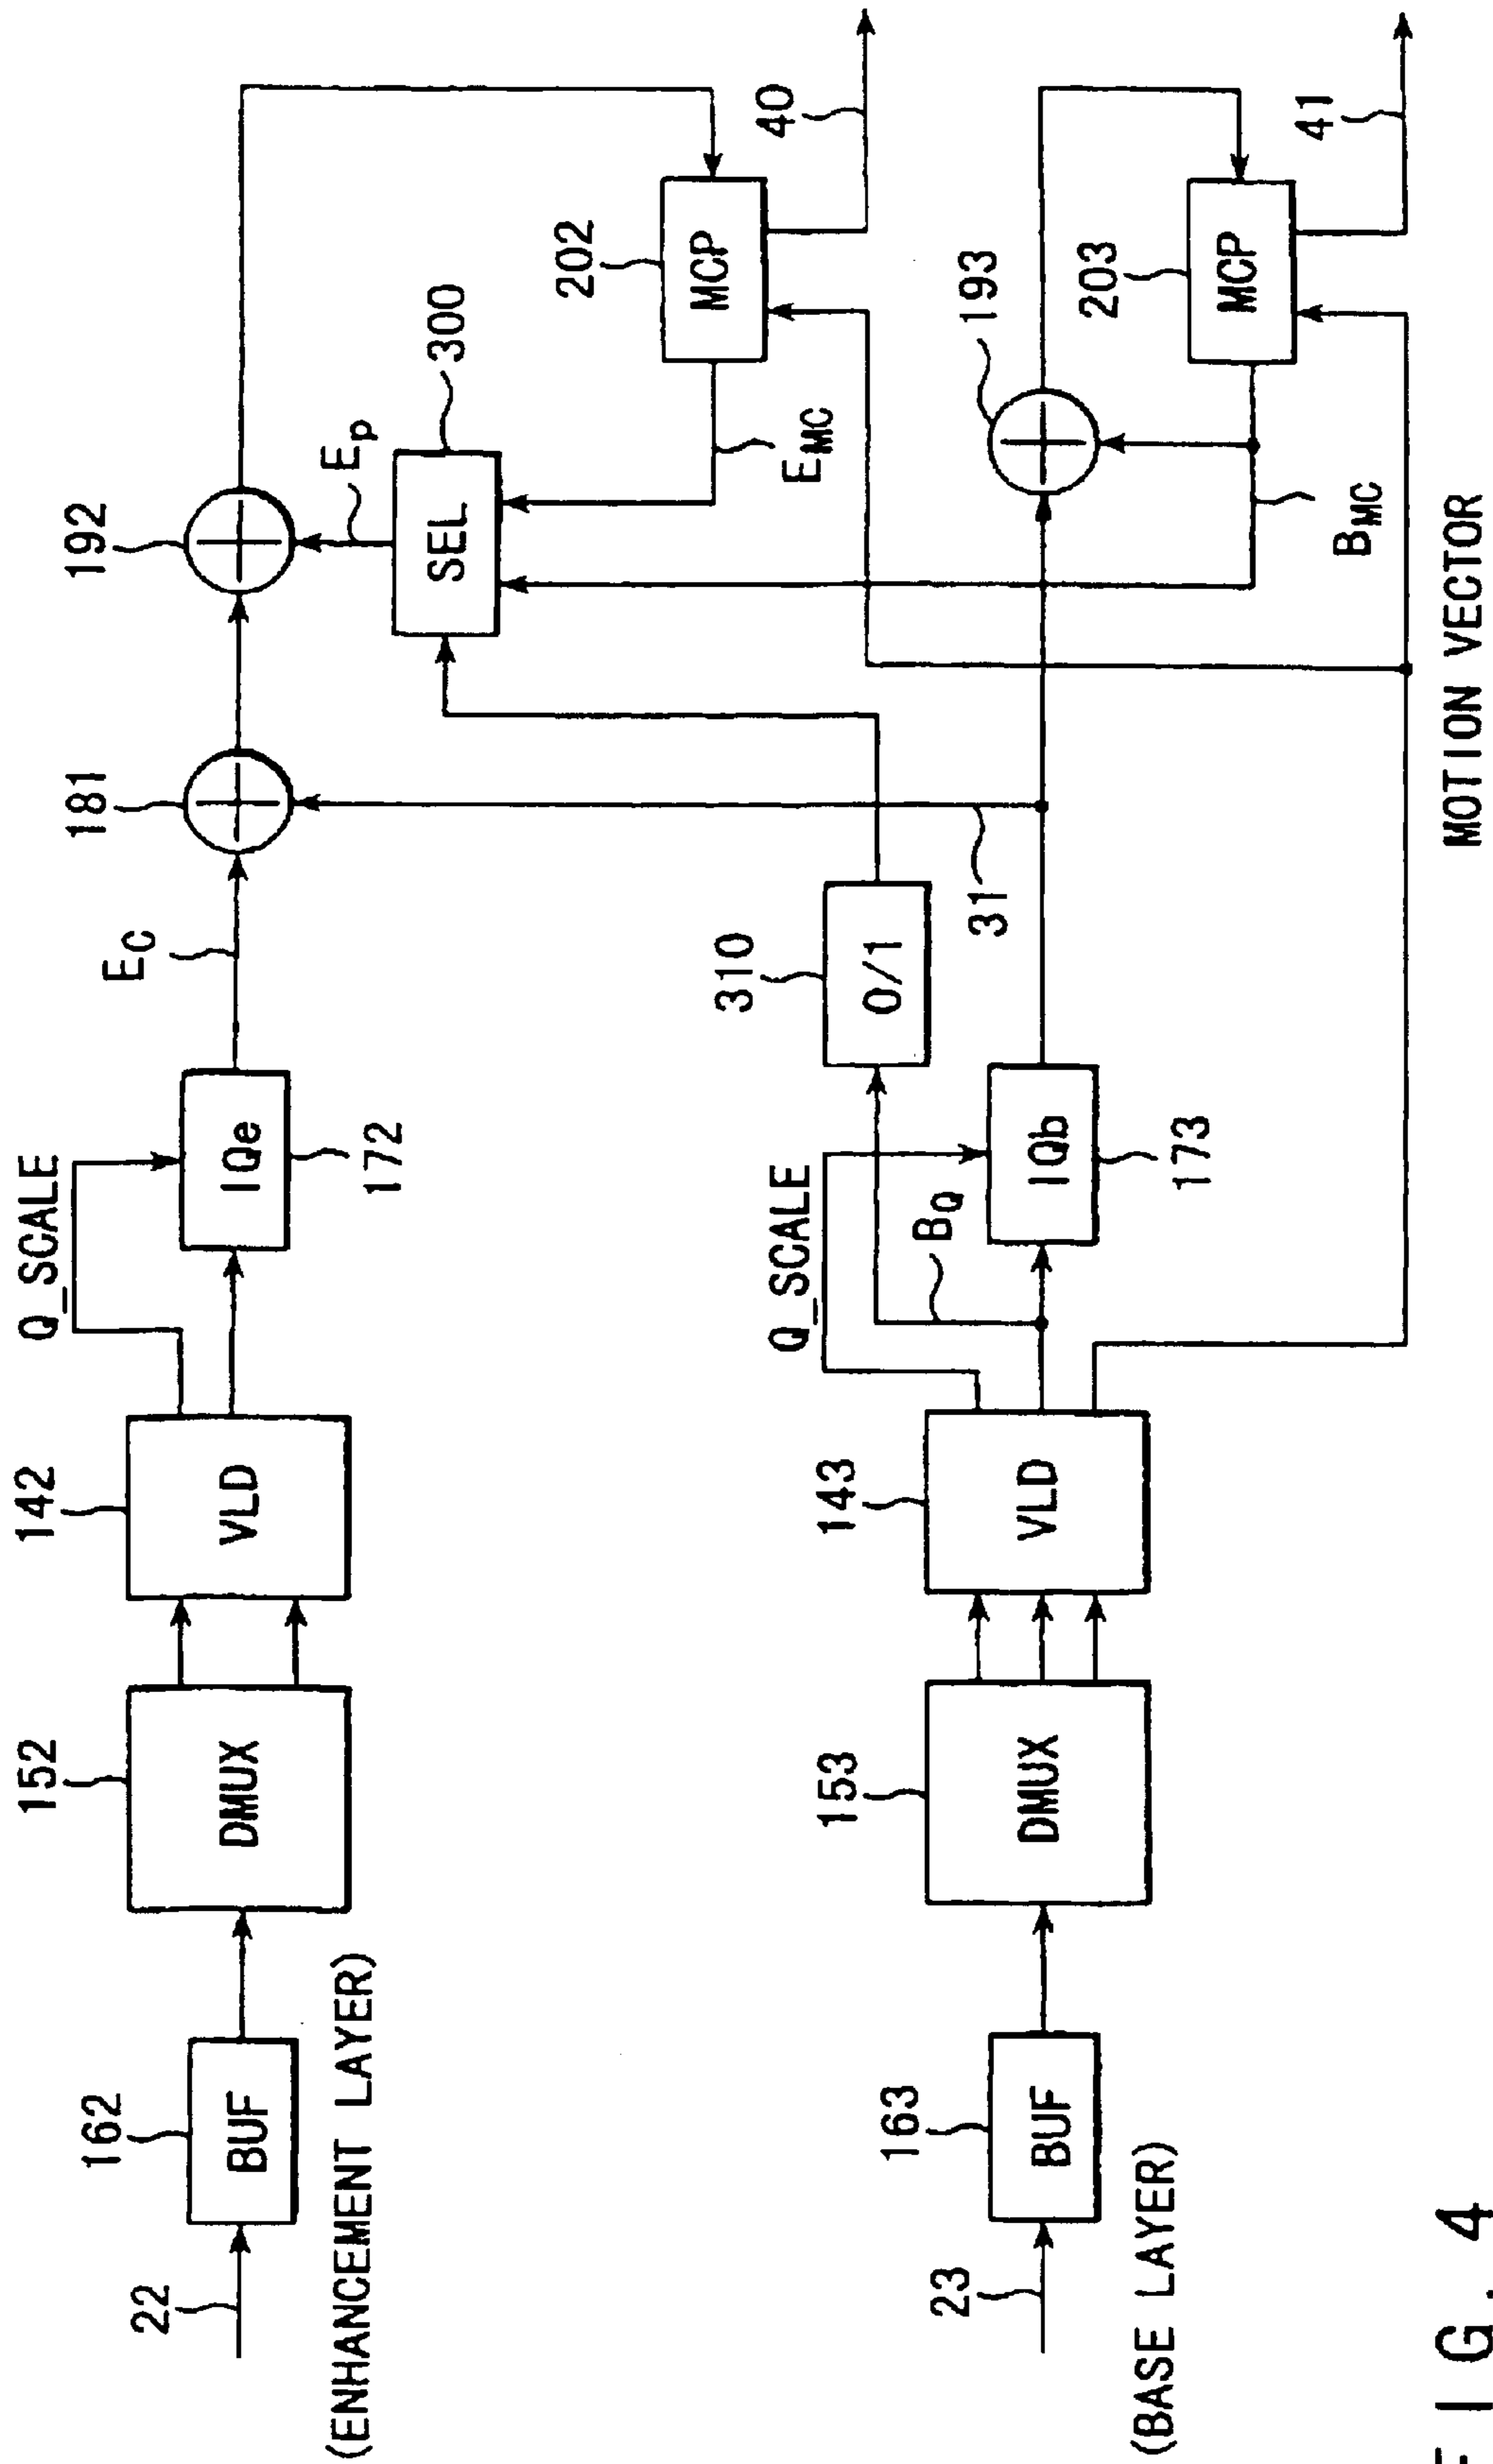 22
162
BUF
(ENHANCEMENT LAYER)
152
DMUX
142
VLD
Q_SCALE
IQe
172
EC
181
192
Ep
SEL
300
EMC
202
MCP
40
23
163
BUF
(BASE LAYER)
153
DMUX
143
VLD
Q_SCALE
BQ
IQb
173
310
0/1
31
193
BMC
203
MCP
41
MOTION VECTOR
FIG. 4